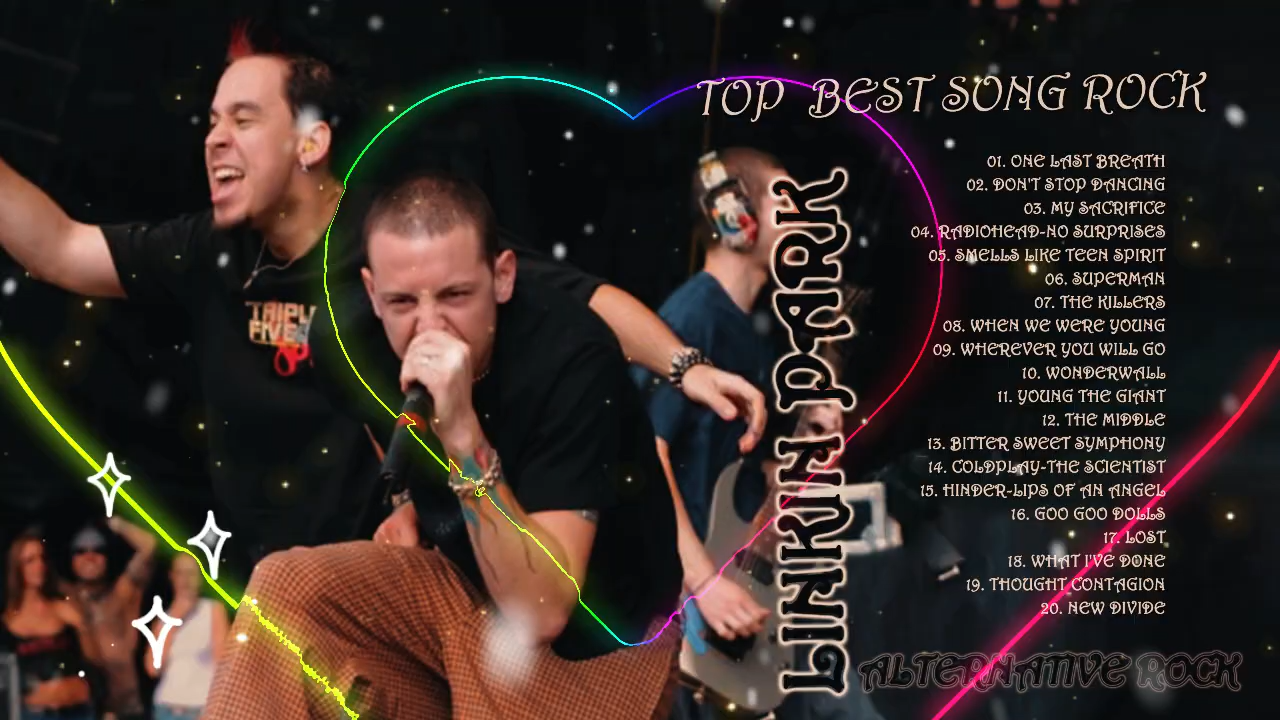 TOP BEST SONG ROCK
01. ONE LAST BREATH
02. DON'T STOP DANCING
03. MY SACRIFICE
04. RADIOHEAD-NO SURPRISES
05. SMELLS LIKE TEEN SPIRIT
06. SUPERMAN
07. THE KILLERS
08. WHEN WE WERE YOUNG
09. WHEREVER YOU WILL GO
10. WONDERWALL
11. YOUNG THE GIANT
12. THE MIDDLE
13. BITTER SWEET SYMPHONY
14. COLDPLAY-THE SCIENTIST
15. HINDER-LIPS OF AN ANGEL
16. GOO GOO DOLLS
17. LOST
18. WHAT I'VE DONE
19. THOUGHT CONTAGION
20. NEW DIVIDE
LINKIN PARK
ALTERNATIVE ROCK
TRIPLE
FIVE